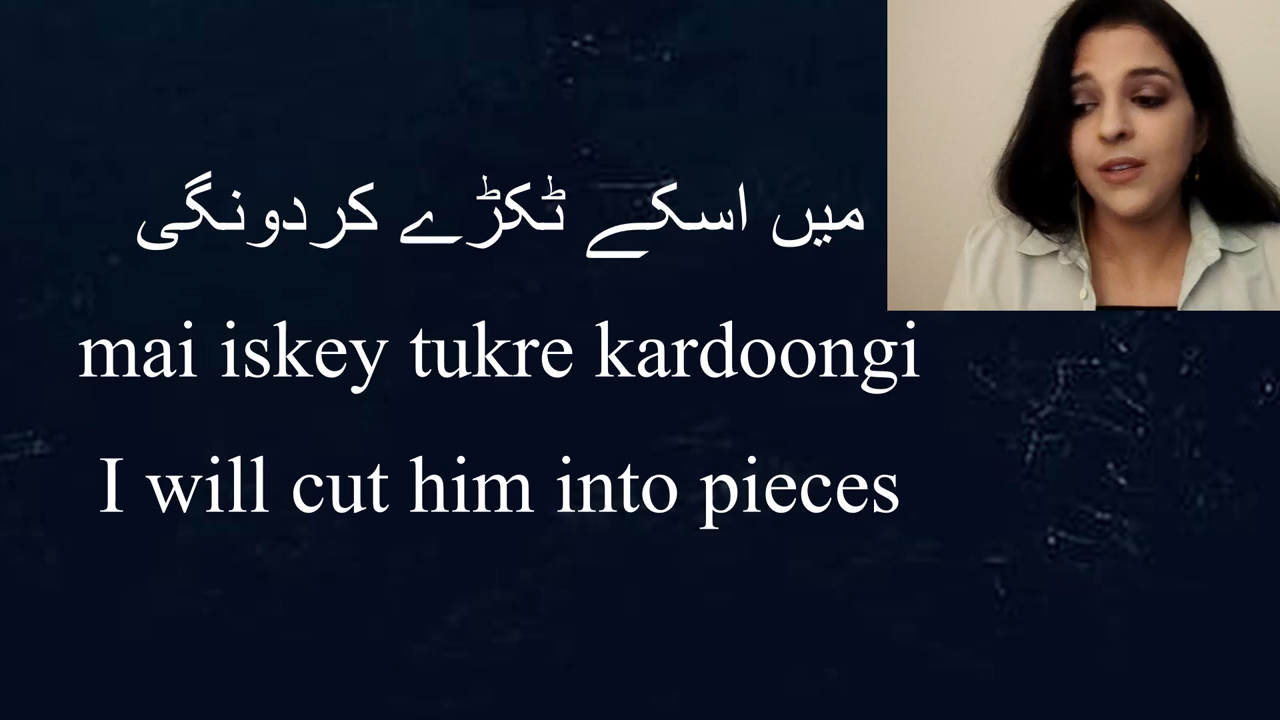 میں اسکے ٹکڑے کردونگی
mai iskey tukre kardoongi
I will cut him into pieces